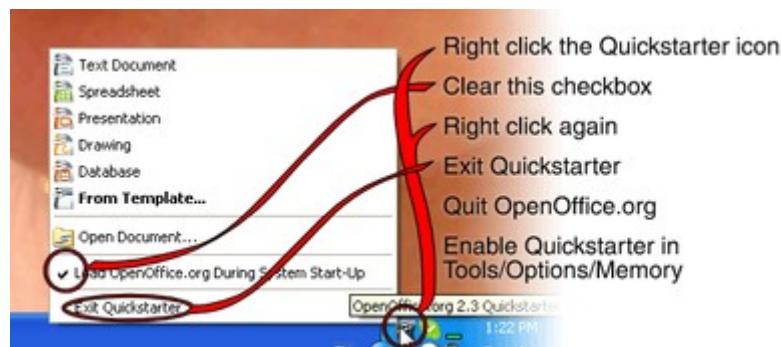 Text Document
Spreadsheet
Presentation
Drawing
Database
From Template...
Open Document...
Load OpenOffice.org During System Start-Up
Exit Quickstarter
OpenOffice.org 2.3 Quickstarter
1:22 PM
Right click the Quickstarter icon
Clear this checkbox
Right click again
Exit Quickstarter
Quit OpenOffice.org
Enable Quickstarter in
Tools/Options/Memory